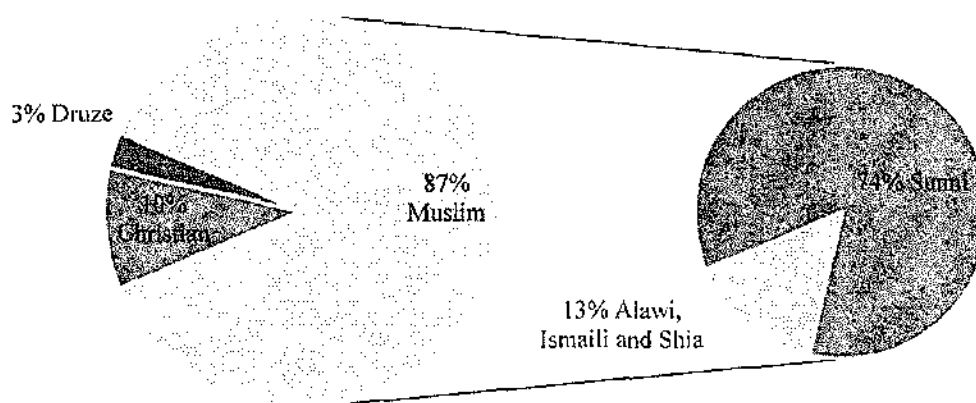 3% Druze
87%
Muslim
10%
Christian
74% Sunni
13% Alawi,
Ismaili and Shia